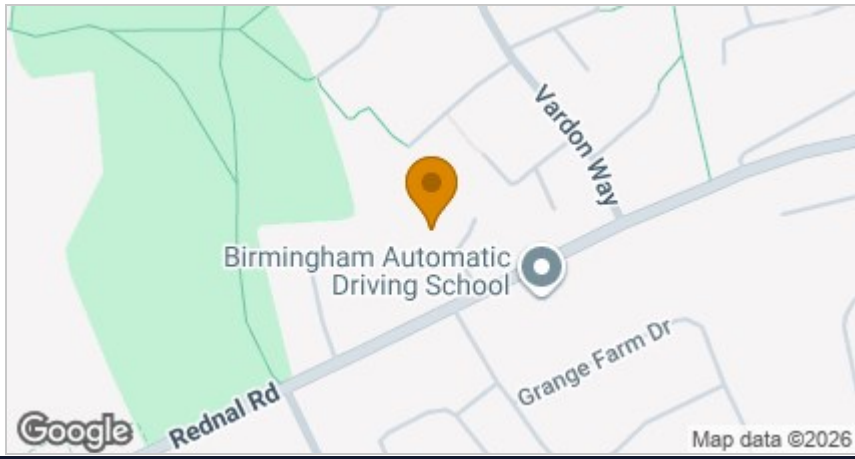 Vardon Way
Birmingham Automatic
Driving School
Grange Farm Dr
Rednal Rd
Google
Map data ©2026